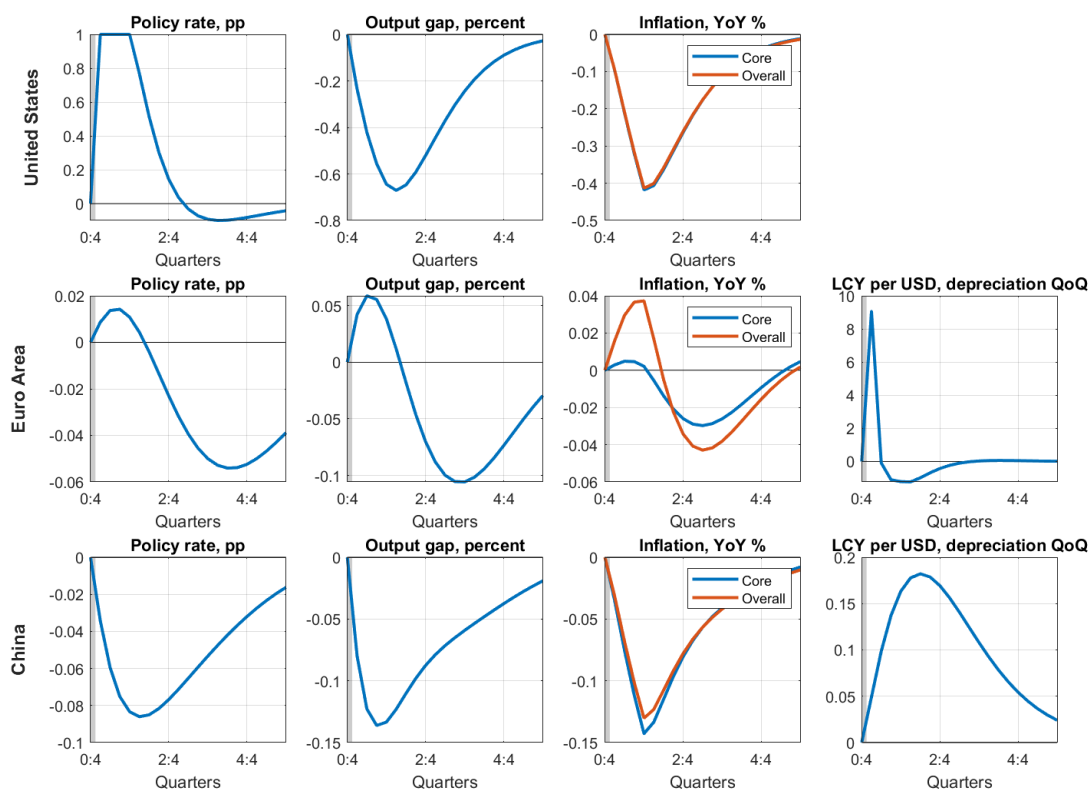 Policy rate, pp
Output gap, percent
Inflation, YoY %
United States
1
0.8
0.6
0.4
0.2
0
0:4
2:4
4:4
Quarters
0
-0.2
-0.4
-0.6
-0.8
0:4
2:4
4:4
Quarters
0
-0.1
-0.2
-0.3
-0.4
-0.5
Core
Overall
0:4
2:4
4:4
Quarters
Policy rate, pp
Output gap, percent
Inflation, YoY %
LCY per USD, depreciation QoQ
Euro Area
0.02
0
-0.02
-0.04
-0.06
0:4
2:4
4:4
Quarters
0.05
0
-0.05
-0.1
0:4
2:4
4:4
Quarters
0.04
0.02
0
-0.02
-0.04
-0.06
Core
Overall
0:4
2:4
4:4
Quarters
10
8
6
4
2
0
0:4
2:4
4:4
Quarters
Policy rate, pp
Output gap, percent
Inflation, YoY %
LCY per USD, depreciation QoQ
China
0
-0.02
-0.04
-0.06
-0.08
-0.1
0:4
2:4
4:4
Quarters
0
-0.05
-0.1
-0.15
0:4
2:4
4:4
Quarters
0
-0.05
-0.1
-0.15
Core
Overall
0:4
2:4
4:4
Quarters
0.2
0.15
0.1
0.05
0
0:4
2:4
4:4
Quarters